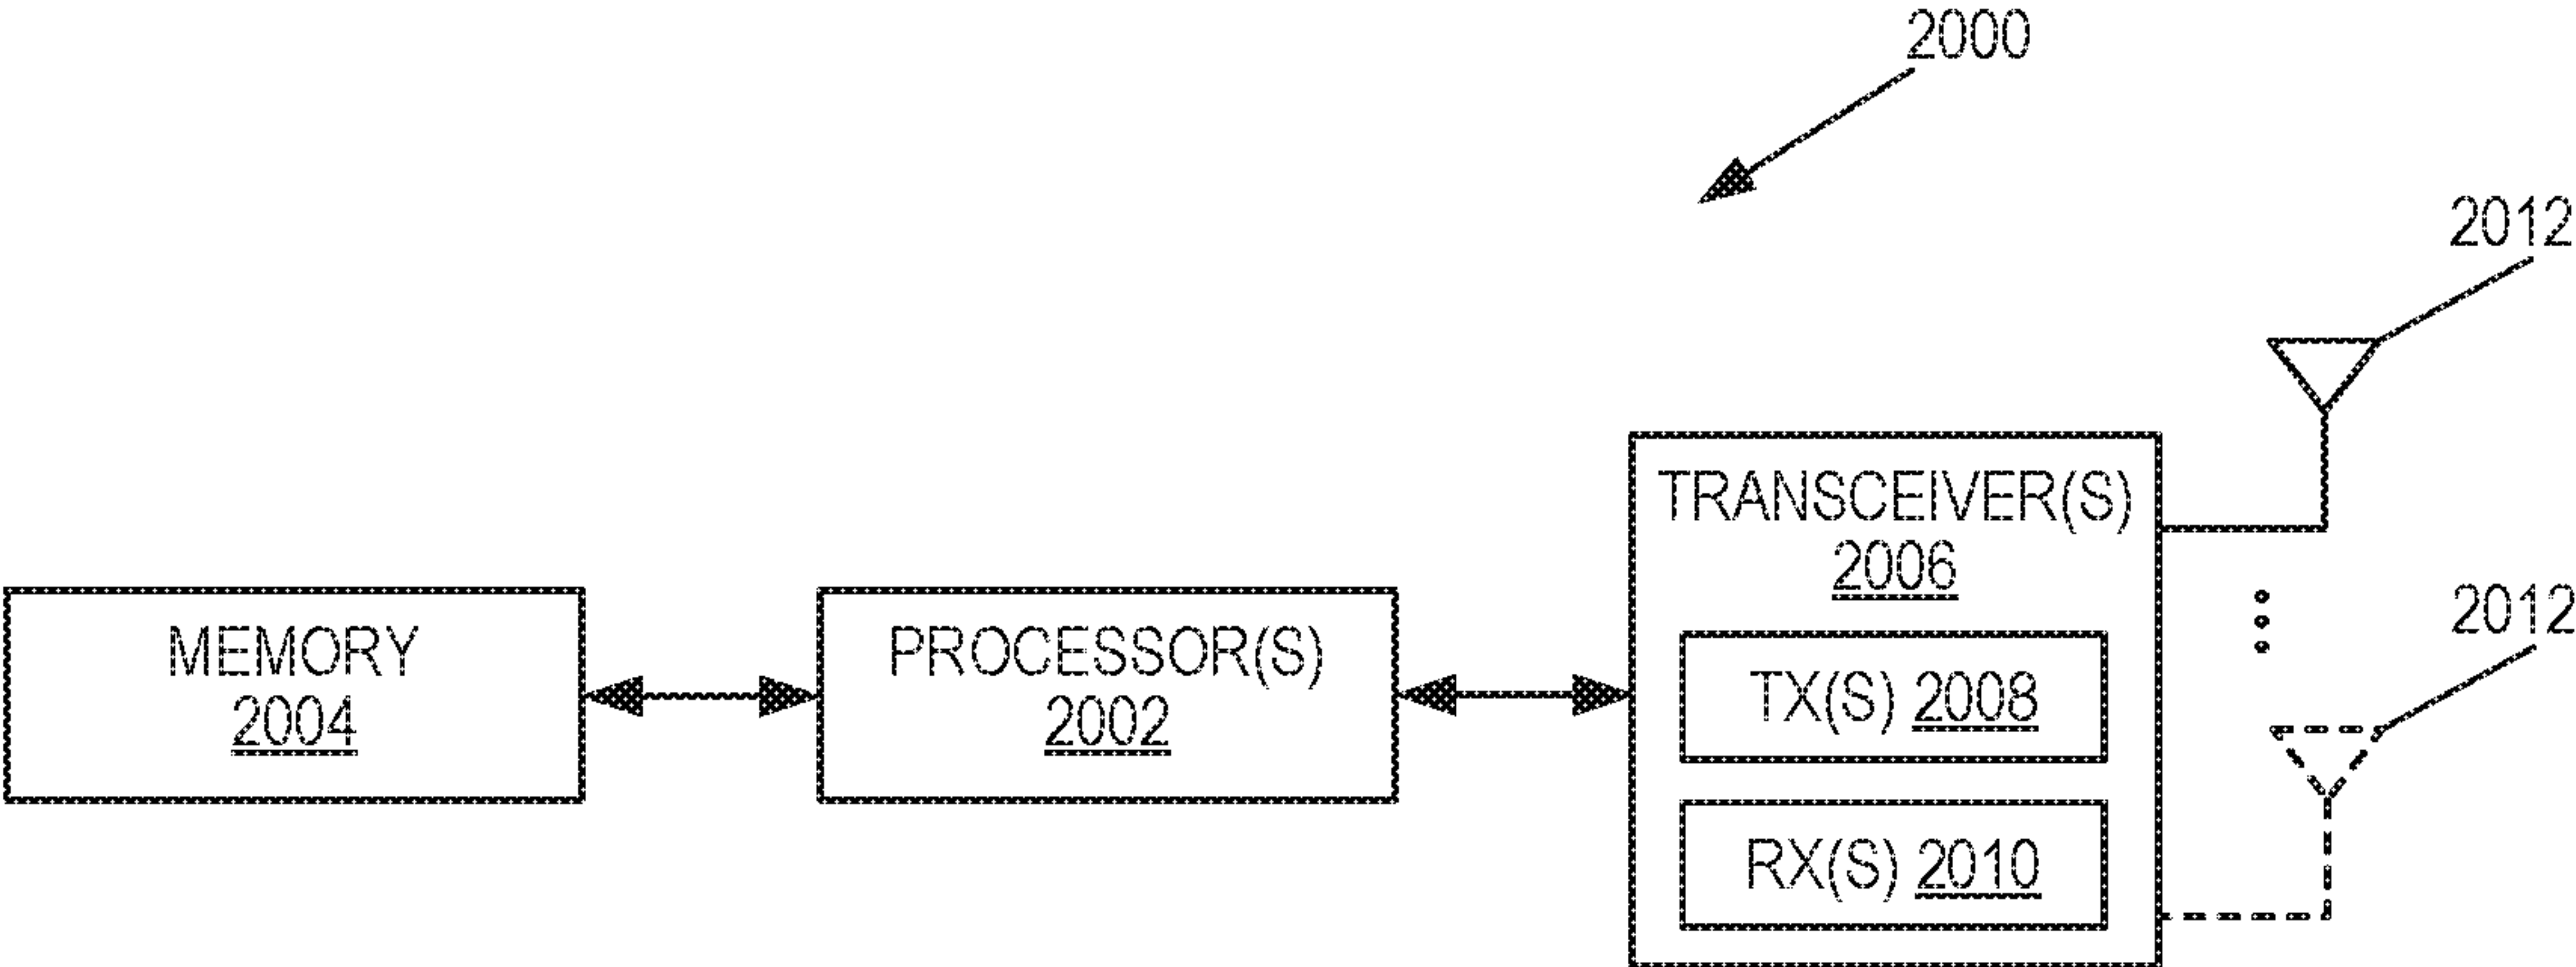 2000
2012
TRANSCEIVER(S)
2006
2012
MEMORY
2004
PROCESSOR(S)
2002
TX(S) 2008
RX(S) 2010